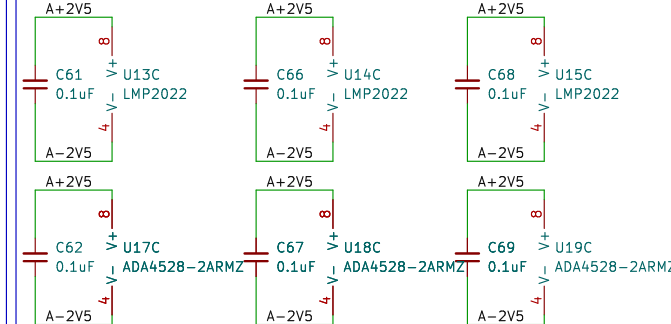 A+2V5 A+2V5 A+2V5
8 8 8
C61 V+ U13C C66 V+ U14C C68 V+ U15C
0.1uF V- LMP2022 0.1uF V- LMP2022 0.1uF V- LMP2022
4 4 4
A-2V5 A-2V5 A-2V5
A+2V5 A+2V5 A+2V5
8 8 8
C62 V+ U17C C67 V+ U18C C69 V+ U19C
0.1uF V- ADA4528-2ARMZ 0.1uF V- ADA4528-2ARMZ 0.1uF V- ADA4528-2ARMZ
4 4 4
A-2V5 A-2V5 A-2V5